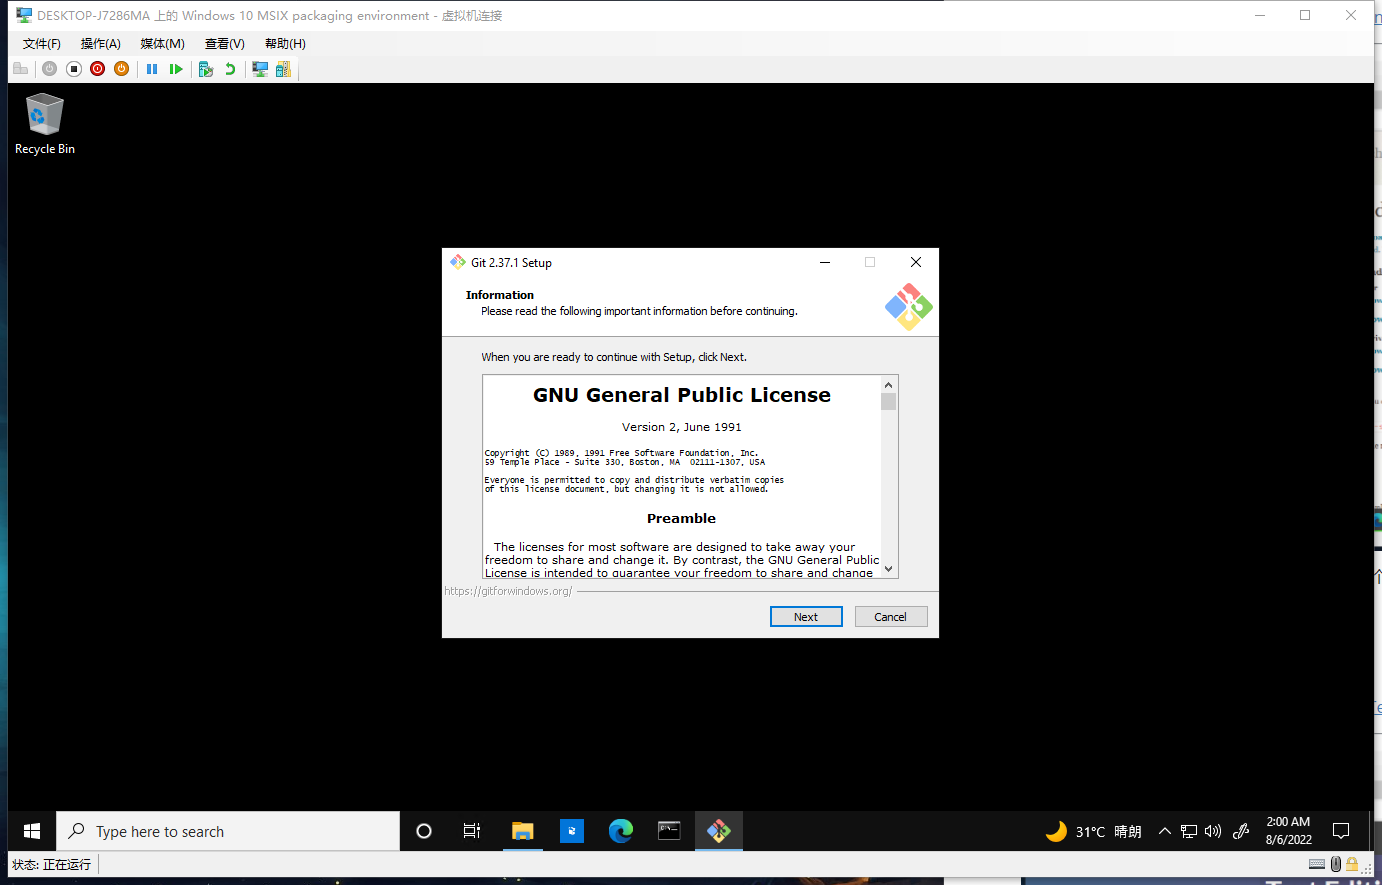 DESKTOP-J7286MA 上的 Windows 10 MSIX packaging environment - 虚拟机连接
文件(F) 操作(A) 媒体(M) 查看(V) 帮助(H)
Recycle Bin
Git 2.37.1 Setup
Information
Please read the following important information before continuing.
When you are ready to continue with Setup, click Next.
GNU General Public License
Version 2, June 1991
Copyright (C) 1989, 1991 Free Software Foundation, Inc.
59 Temple Place - Suite 330, Boston, MA  02111-1307, USA
Everyone is permitted to copy and distribute verbatim copies
of this license document, but changing it is not allowed.
Preamble
The licenses for most software are designed to take away your
freedom to share and change it. By contrast, the GNU General Public
License is intended to guarantee your freedom to share and change
https://gitforwindows.org/
Next Cancel
Type here to search
31°C 晴朗
2:00 AM
8/6/2022
状态: 正在运行